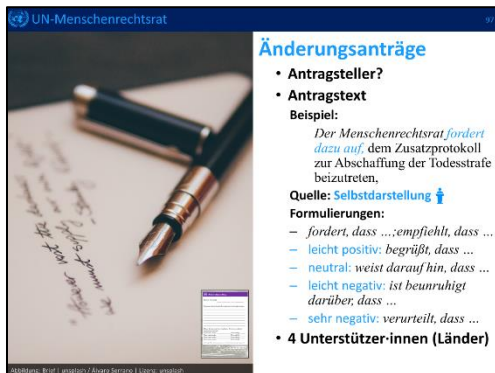 UN-Menschenrechtsrat
97
Änderungsanträge
• Antragsteller?
• Antragstext
Beispiel:
Der Menschenrechtsrat fordert
dazu auf, dem Zusatzprotokoll
zur Abschaffung der Todesstrafe
beizutreten,
Quelle: Selbstdarstellung
Formulierungen:
– fordert, dass ...;empfiehlt, dass ...
– leicht positiv: begrüßt, dass ...
– neutral: weist darauf hin, dass ...
– leicht negativ: ist beunruhigt
darüber, dass ...
– sehr negativ: verurteilt, dass ...
• 4 Unterstützer·innen (Länder)
Abbildung: Brief | unsplash / Álvaro Serrano | Lizenz: unsplash